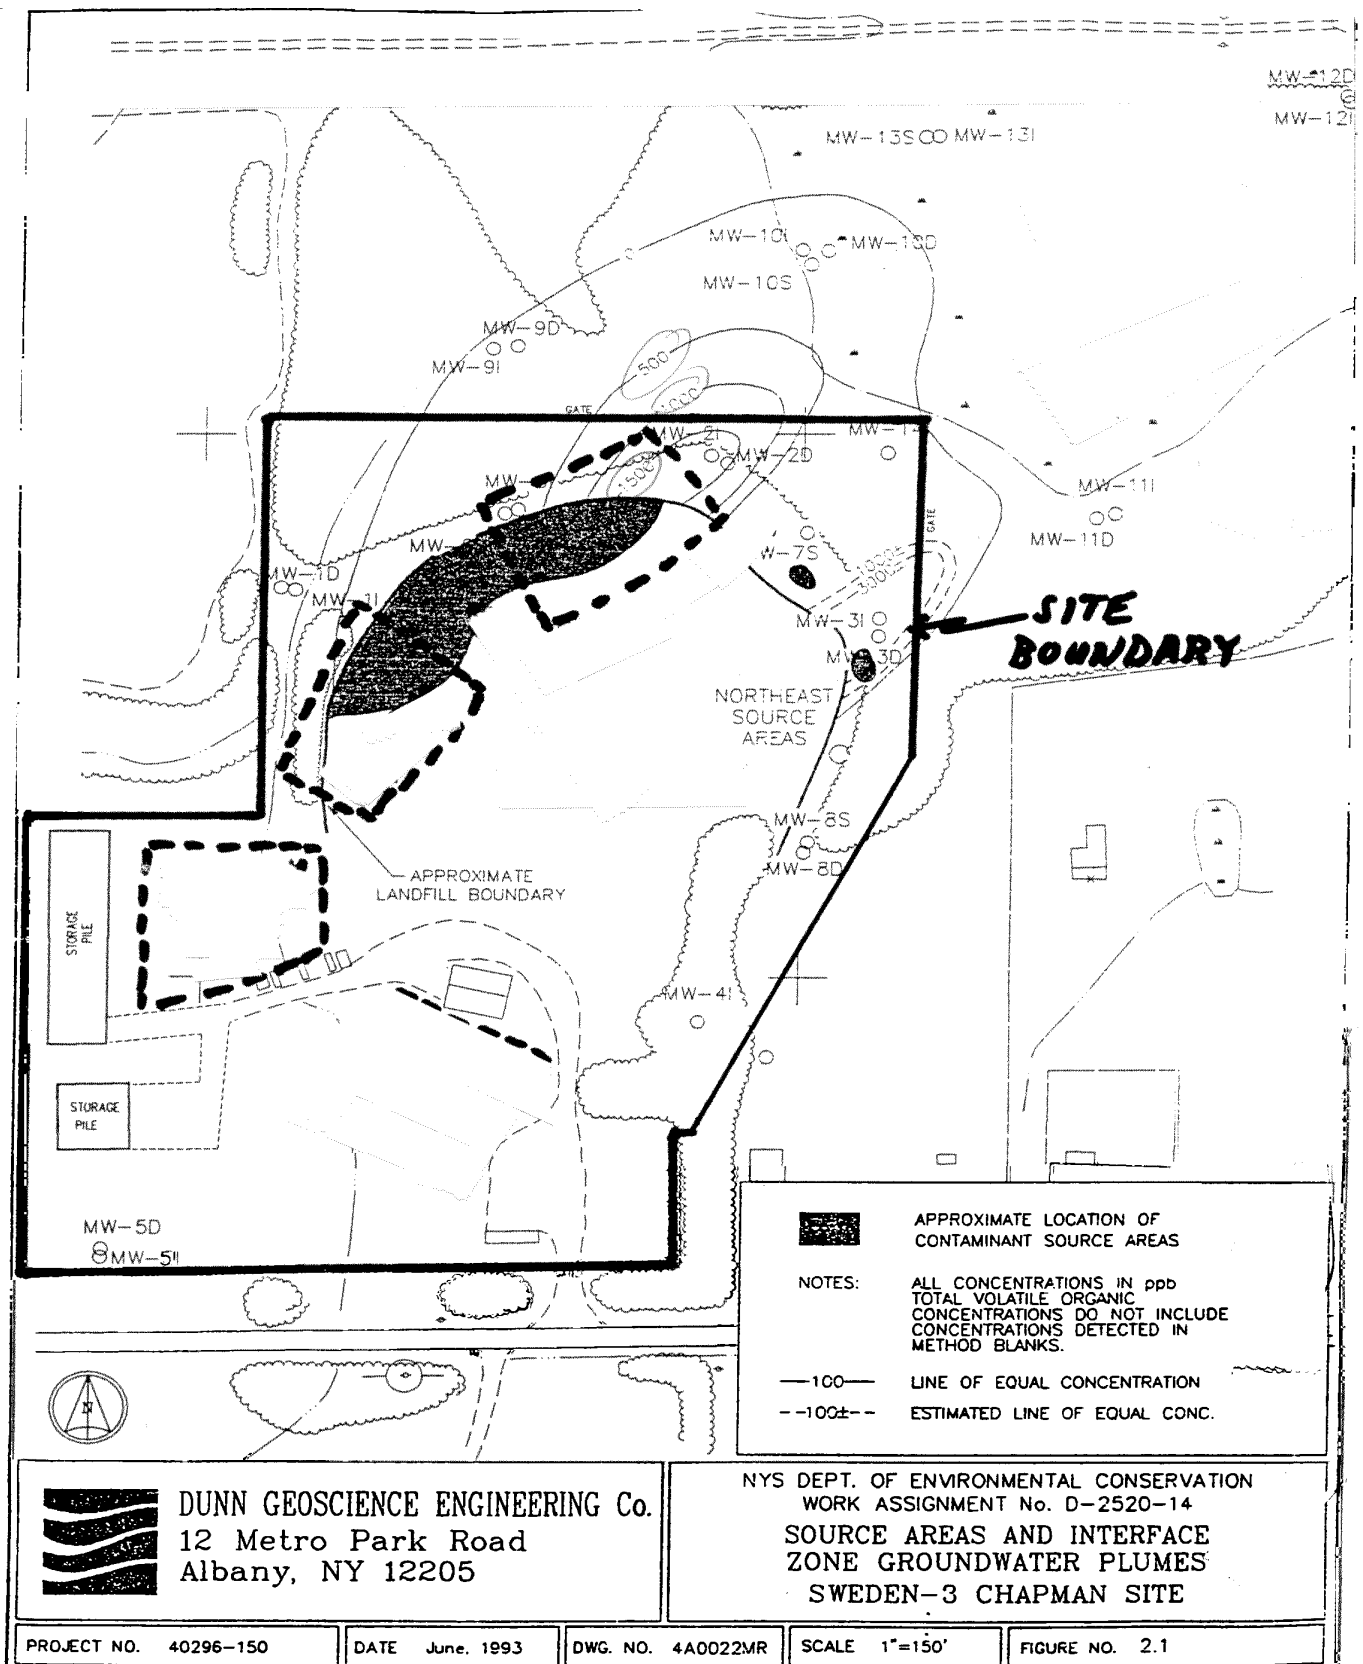 MW-12D
MW-12I
MW-13S
MW-13I
MW-10I
MW-10D
MW-10S
0
MW-9D
MW-9I
500
1000
GATE
MW-2I
MW-2D
1500
MW-
MW-11I
MW-11D
GATE
MW-
W-7S
1000±
3000±
MW-1D
MW-1I
MW-3I
3D
SITE
BOUNDARY
NORTHEAST
SOURCE
AREAS
MW-8S
MW-8D
APPROXIMATE
LANDFILL BOUNDARY
STORAGE
PILE
MW-4I
STORAGE
PILE
MW-5D
MW-5I
APPROXIMATE LOCATION OF
CONTAMINANT SOURCE AREAS
NOTES: ALL CONCENTRATIONS IN ppb
TOTAL VOLATILE ORGANIC
CONCENTRATIONS DO NOT INCLUDE
CONCENTRATIONS DETECTED IN
METHOD BLANKS.
—100— LINE OF EQUAL CONCENTRATION
--100±-- ESTIMATED LINE OF EQUAL CONC.
N
DUNN GEOSCIENCE ENGINEERING Co.
12 Metro Park Road
Albany, NY 12205
NYS DEPT. OF ENVIRONMENTAL CONSERVATION
WORK ASSIGNMENT No. D-2520-14
SOURCE AREAS AND INTERFACE
ZONE GROUNDWATER PLUMES
SWEDEN-3 CHAPMAN SITE
PROJECT NO. 40296-150
DATE June, 1993
DWG. NO. 4A0022MR
SCALE 1"=150'
FIGURE NO. 2.1